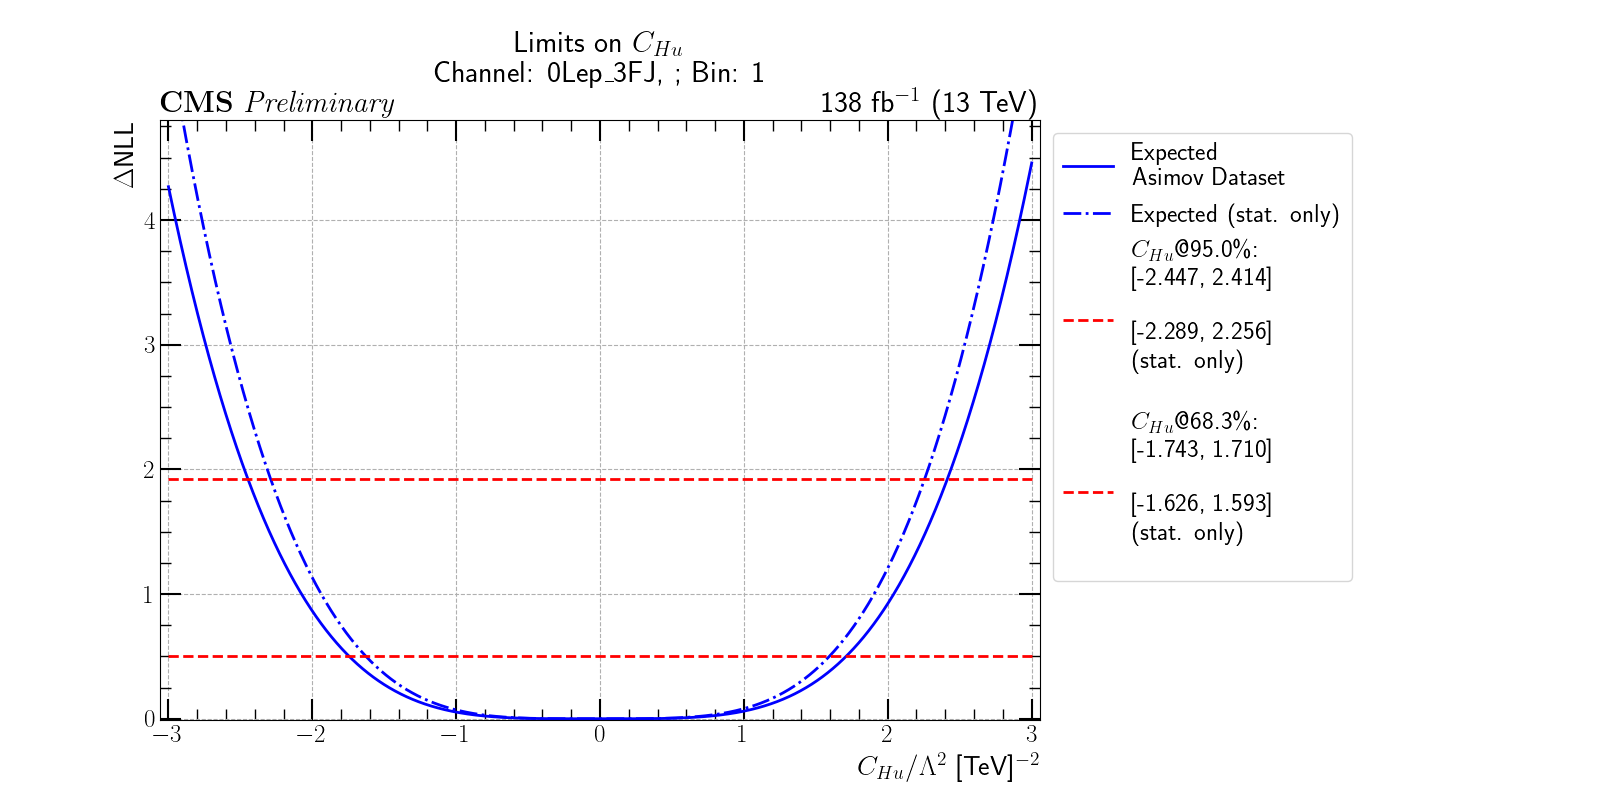 Limits on C_{Hu}
Channel: 0Lep_3FJ, ; Bin: 1
CMS Preliminary
138 fb^{-1} (13 TeV)
ΔNLL
4
3
2
1
0
−3
−2
−1
0
1
2
3
C_{Hu}/Λ^2 [TeV]^{-2}
Expected
Asimov Dataset
Expected (stat. only)
C_{Hu}@95.0%:
[-2.447, 2.414]
[-2.289, 2.256]
(stat. only)
C_{Hu}@68.3%:
[-1.743, 1.710]
[-1.626, 1.593]
(stat. only)